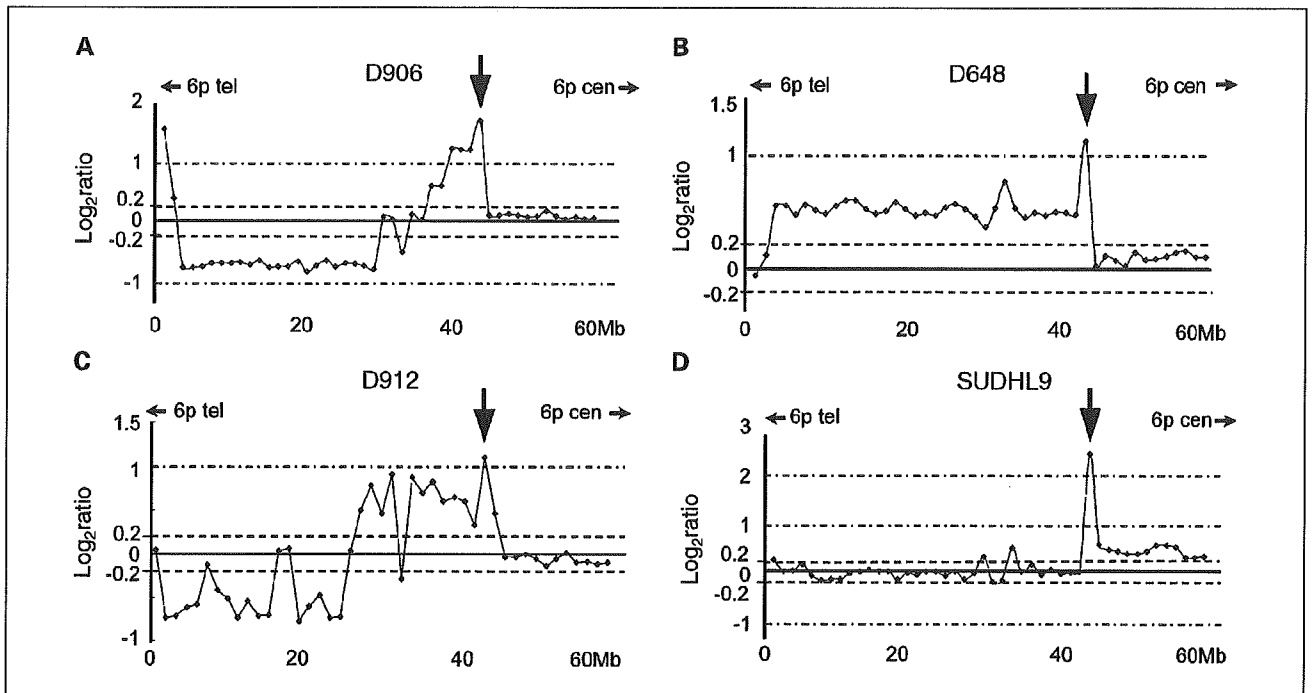 A
D906
← 6p tel
6p cen →
2
1
0.2
0
-0.2
-1
Log2ratio
0
20
40
60Mb
B
D648
← 6p tel
6p cen →
1.5
1
0.2
0
-0.2
Log2ratio
0
20
40
60Mb
C
D912
← 6p tel
6p cen →
1.5
1
0.2
0
-0.2
-1
Log2ratio
0
20
40
60Mb
D
SUDHL9
← 6p tel
6p cen →
3
2
1
0.2
0
-0.2
-1
Log2ratio
0
20
40
60Mb